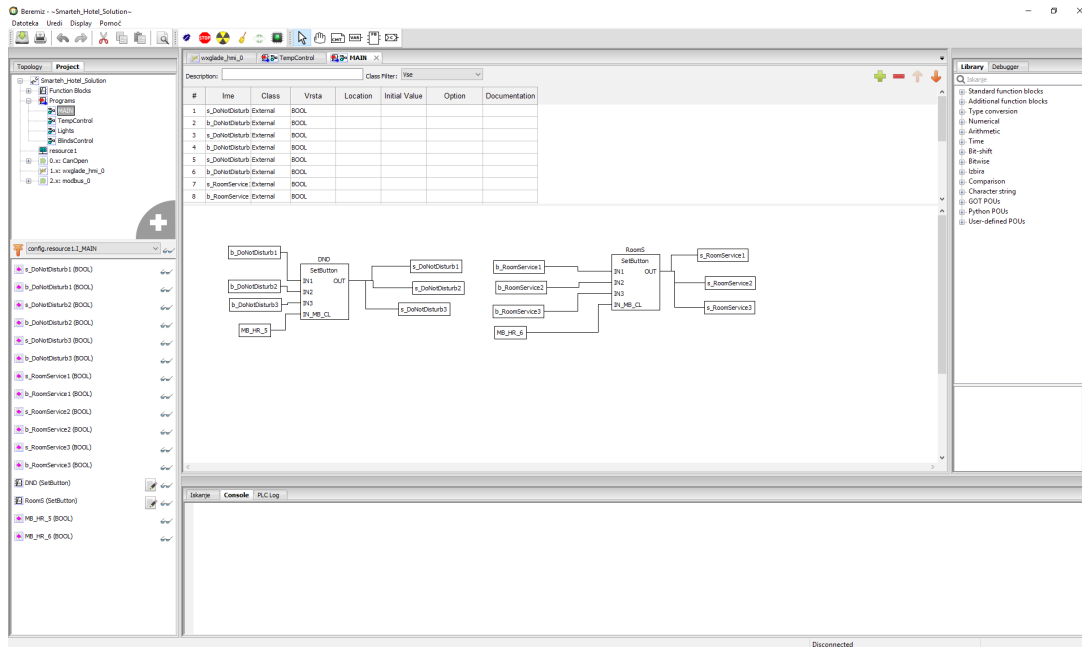 Beremiz - ~Smarteh_Hotel_Solution~
Datoteka Uredi Display Pomoč
Topology Project
Smarteh_Hotel_Solution
Function Blocks
Programs
MAIN
TempControl
Lights
BlindsControl
resource1
0.x: CanOpen
1.x: wxglade_hmi_0
2.x: modbus_0
config.resource1.I_MAIN
s_DoNotDisturb1 (BOOL)
b_DoNotDisturb1 (BOOL)
s_DoNotDisturb2 (BOOL)
b_DoNotDisturb2 (BOOL)
s_DoNotDisturb3 (BOOL)
b_DoNotDisturb3 (BOOL)
s_RoomService1 (BOOL)
b_RoomService1 (BOOL)
s_RoomService2 (BOOL)
b_RoomService2 (BOOL)
s_RoomService3 (BOOL)
b_RoomService3 (BOOL)
DND (SetButton)
RoomS (SetButton)
MB_HR_5 (BOOL)
MB_HR_6 (BOOL)
wxglade_hmi_0 TempControl MAIN
Description: Class Filter: Vse
# Ime Class Vrsta Location Initial Value Option Documentation
1 s_DoNotDisturb External BOOL
2 b_DoNotDisturb External BOOL
3 s_DoNotDisturb External BOOL
4 b_DoNotDisturb External BOOL
5 s_DoNotDisturb External BOOL
6 b_DoNotDisturb External BOOL
7 s_RoomService External BOOL
8 b_RoomService External BOOL
b_DoNotDisturb1
b_DoNotDisturb2
b_DoNotDisturb3
MB_HR_5
DND
SetButton
IN1 OUT
IN2
IN3
IN_MB_CL
s_DoNotDisturb1
s_DoNotDisturb2
s_DoNotDisturb3
b_RoomService1
b_RoomService2
b_RoomService3
MB_HR_6
RoomS
SetButton
IN1 OUT
IN2
IN3
IN_MB_CL
s_RoomService1
s_RoomService2
s_RoomService3
Iskanje Console PLC Log
Library Debugger
Iskanje
Standard function blocks
Additional function blocks
Type conversion
Numerical
Arithmetic
Time
Bit-shift
Bitwise
Izbira
Comparison
Character string
GOT POUs
Python POUs
User-defined POUs
Disconnected